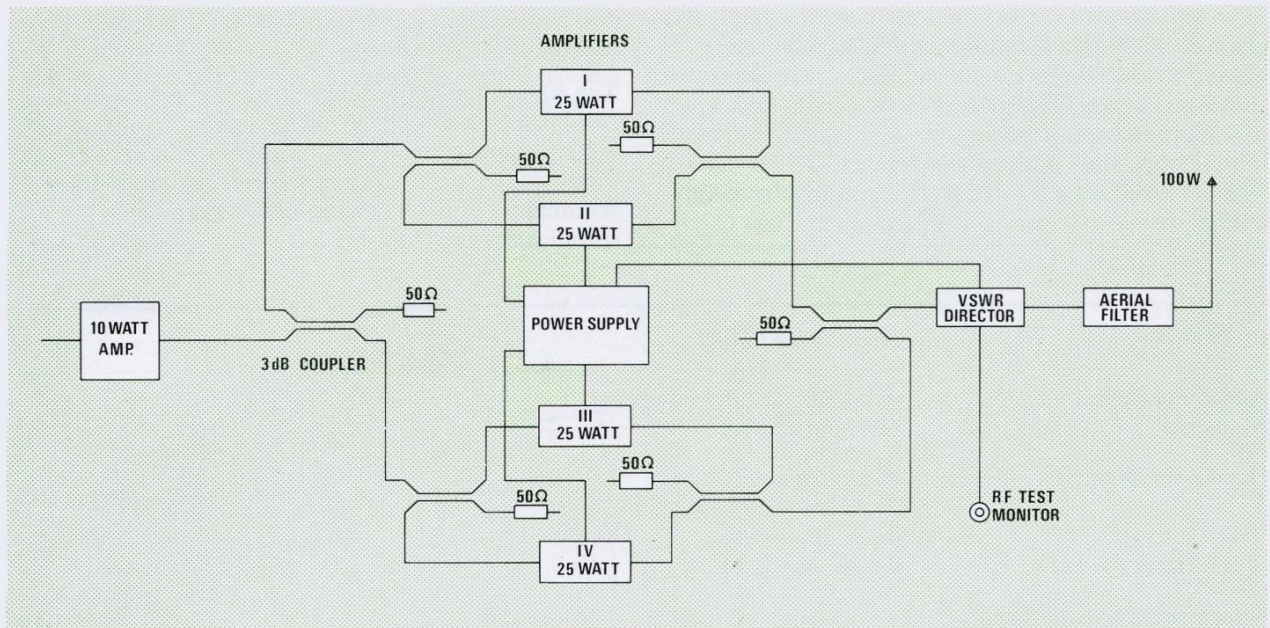 AMPLIFIERS
I
25 WATT
50Ω
50Ω
100W
II
25 WATT
50Ω
10 WATT
AMP.
3dB COUPLER
POWER SUPPLY
50Ω
VSWR
DIRECTOR
AERIAL
FILTER
III
25 WATT
50Ω
50Ω
RF TEST
MONITOR
IV
25 WATT